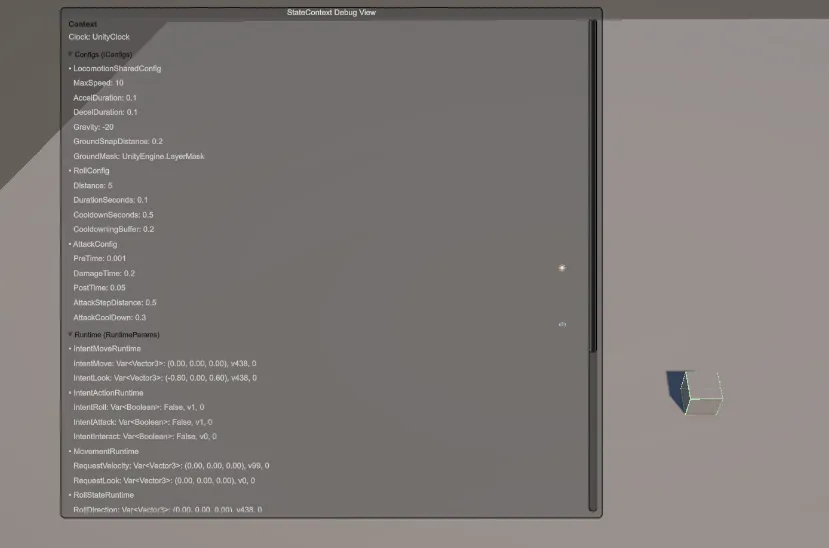 StateContext Debug View
Context
Clock: UnityClock
▼ Configs (IConfigs)
• LocomotionSharedConfig
MaxSpeed: 10
AccelDuration: 0.1
DecelDuration: 0.1
Gravity: -20
GroundSnapDistance: 0.2
GroundMask: UnityEngine.LayerMask
• RollConfig
Distance: 5
DurationSeconds: 0.1
CooldownSeconds: 0.5
CooldowningBuffer: 0.2
• AttackConfig
PreTime: 0.001
DamageTime: 0.2
PostTime: 0.05
AttackStepDistance: 0.5
AttackCoolDown: 0.3
▼ Runtime (RuntimeParams)
• IntentMoveRuntime
IntentMove: Var<Vector3>: (0.00, 0.00, 0.00), v438, 0
IntentLook: Var<Vector3>: (-0.80, 0.00, 0.60), v438, 0
• IntentActionRuntime
IntentRoll: Var<Boolean>: False, v1, 0
IntentAttack: Var<Boolean>: False, v1, 0
IntentInteract: Var<Boolean>: False, v0, 0
• MovementRuntime
RequestVelocity: Var<Vector3>: (0.00, 0.00, 0.00), v99, 0
RequestLook: Var<Vector3>: (0.00, 0.00, 0.00), v0, 0
• RollStateRuntime
RollDirection: Var<Vector3>: (0.00, 0.00, 0.00), v438, 0